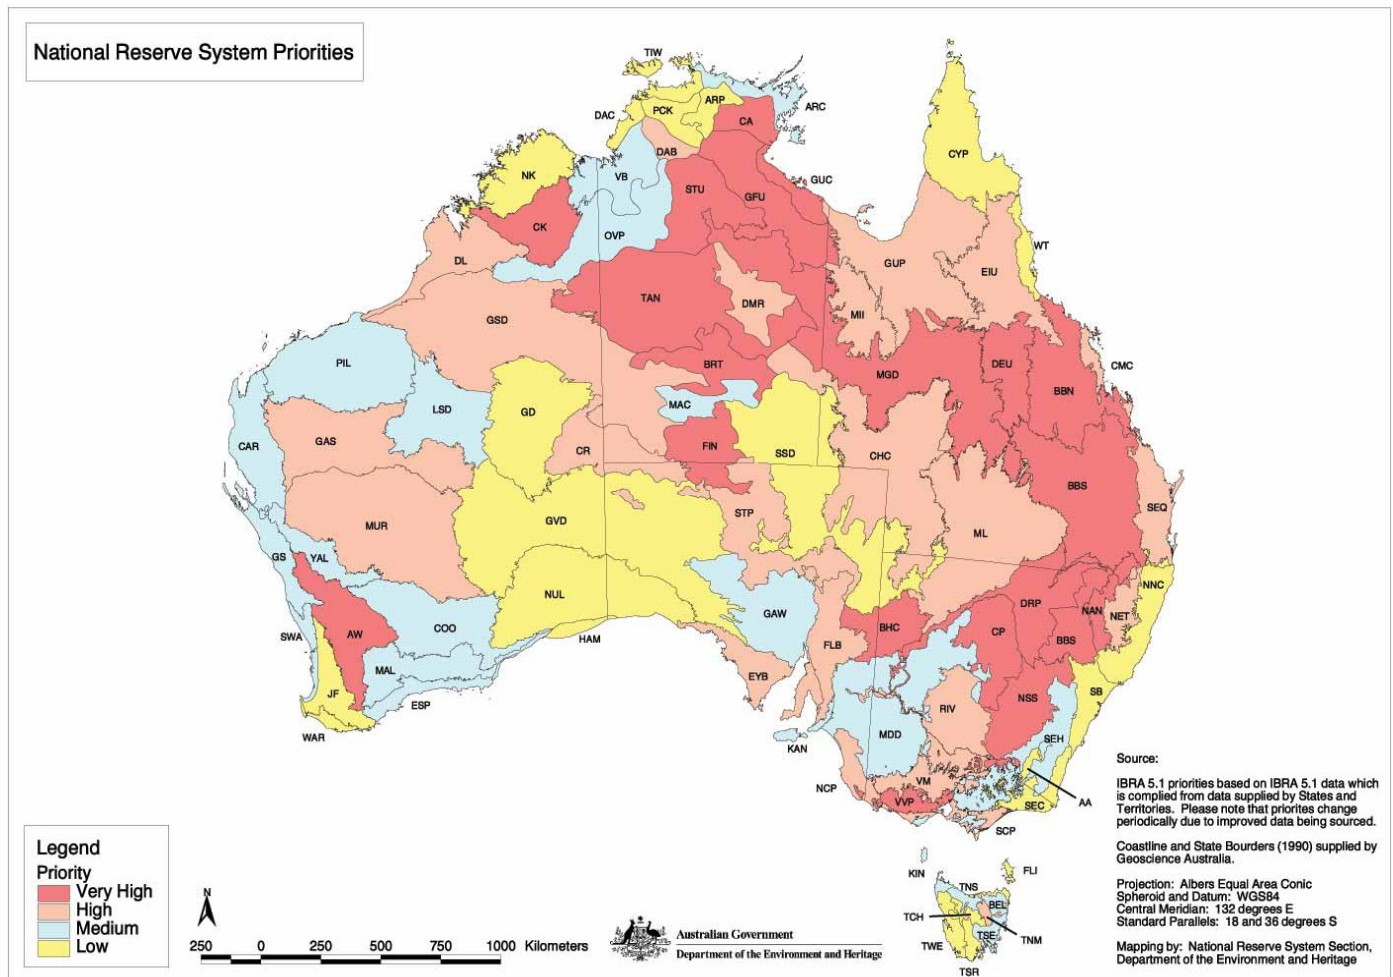 National Reserve System Priorities
TIW
DAC
PCK
ARP
ARC
CA
DAB
CYP
NK
VB
STU
GUC
GFU
CK
OVP
WT
DL
GUP
EIU
TAN
DMR
MII
GSD
PIL
BRT
MGD
DEU
CMC
BBN
LSD
GD
MAC
CAR
GAS
CR
FIN
SSD
CHC
BBS
SEQ
MUR
GVD
STP
ML
GS
YAL
NUL
NNC
GAW
DRP
NAN
NET
SWA
AW
COO
HAM
BHC
CP
BBS
FLB
MAL
EYB
JF
ESP
NSS
SB
RIV
WAR
KAN
MDD
SEH
NCP
VM
VVP
SEC
AA
SCP
KIN
FLI
TNS
BEL
TCH
TSE
TNM
TWE
TSR
Source:
IBRA 5.1 priorities based on IBRA 5.1 data which
is complied from data supplied by States and
Territories. Please note that priorites change
periodically due to improved data being sourced.
Coastline and State Bourders (1990) supplied by
Geoscience Australia.
Projection: Albers Equal Area Conic
Spheroid and Datum: WGS84
Central Meridian: 132 degrees E
Standard Parallels: 18 and 36 degrees S
Mapping by: National Reserve System Section,
Department of the Environment and Heritage
Legend
Priority
Very High
High
Medium
Low
N
250 0 250 500 750 1000 Kilometers
Australian Government
Department of the Environment and Heritage